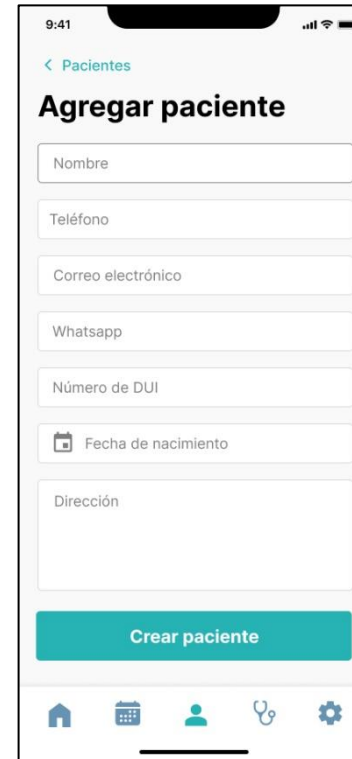 9:41
< Pacientes
Agregar paciente
Nombre
Teléfono
Correo electrónico
Whatsapp
Número de DUI
Fecha de nacimiento
Dirección
Crear paciente